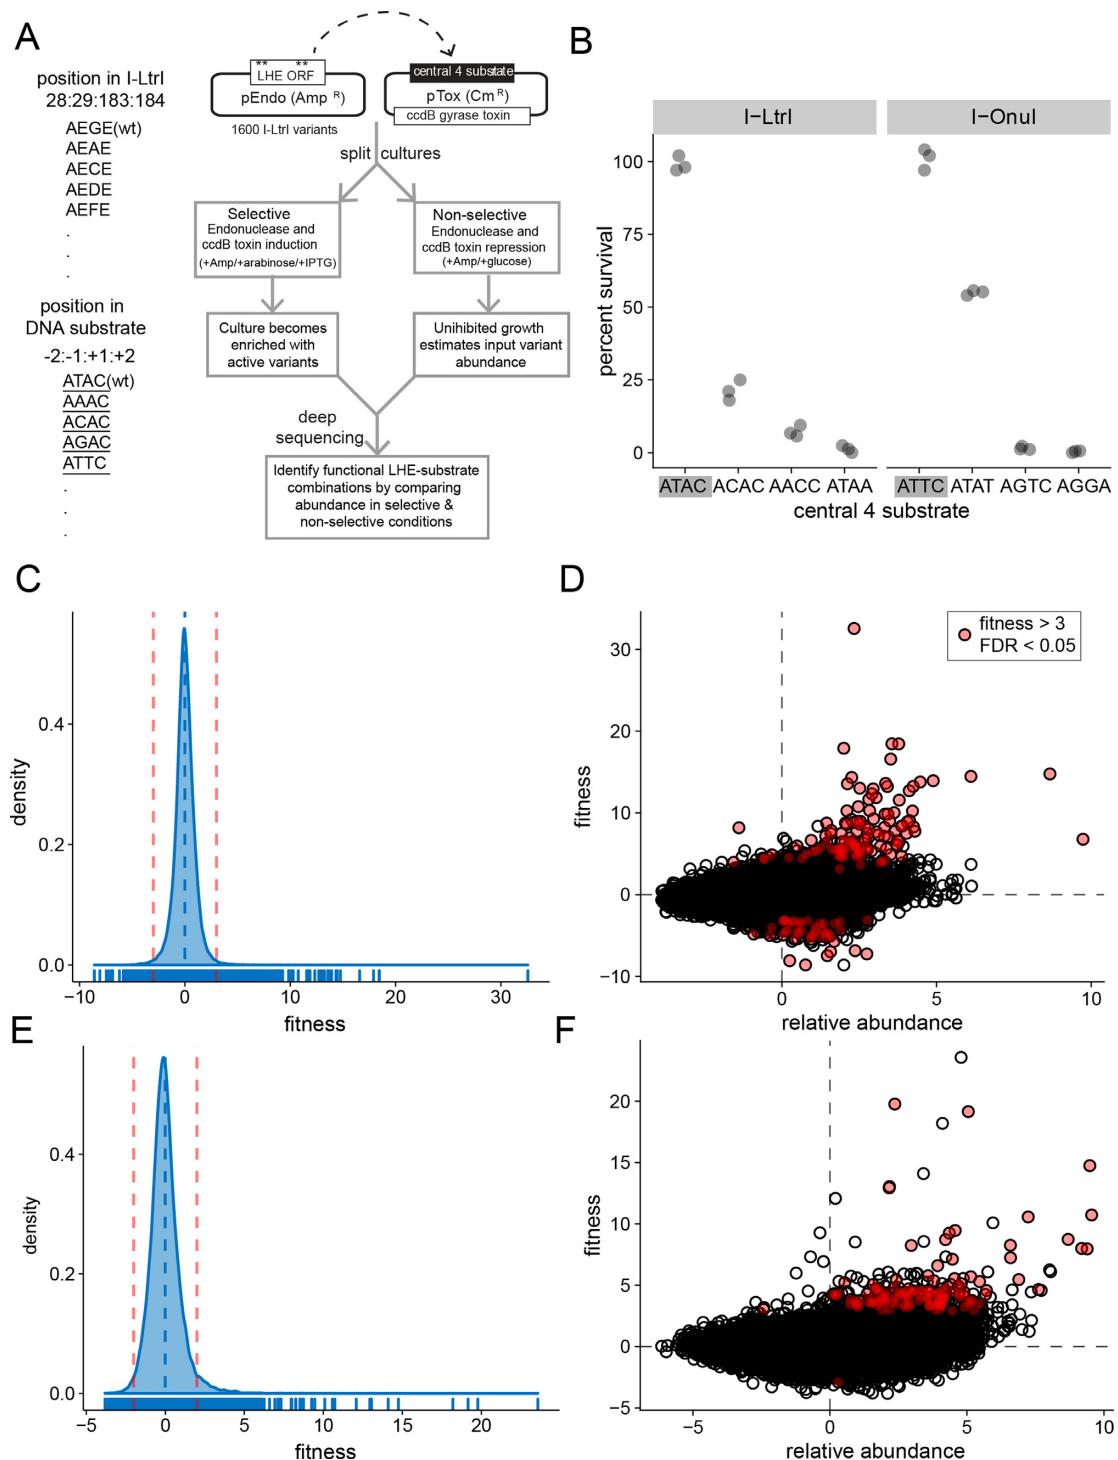 A
position in I-LtrI
28:29:183:184
AEGE(wt)
AEAE
AECE
AEDE
AEFE
.
.
.
position in
DNA substrate
-2:-1:+1:+2
ATAC(wt)
AAAC
ACAC
AGAC
ATTC
.
.
.
** **
LHE ORF
pEndo (Amp R)
1600 I-LtrI variants
central 4 substrate
pTox (Cm R)
ccdB gyrase toxin
split cultures
Selective
Endonuclease and
ccdB toxin induction
(+Amp/+arabinose/+IPTG)
Non-selective
Endonuclease and
ccdB toxin repression
(+Amp/+glucose)
Culture becomes
enriched with
active variants
Unihibited growth
estimates input variant
abundance
deep
sequencing
Identify functional LHE-substrate
combinations by comparing
abundance in selective &
non-selective conditions
B
I−LtrI
I−OnuI
percent survival
100
75
50
25
0
ATAC ACAC AACC ATAA
ATTC ATAT AGTC AGGA
central 4 substrate
C
density
0.4
0.2
0.0
−10 0 10 20 30
fitness
D
fitness > 3
FDR < 0.05
fitness
30
20
10
0
−10
0 5 10
relative abundance
E
density
0.4
0.2
0.0
−5 0 5 10 15 20
fitness
F
fitness
20
15
10
5
0
−5
−5 0 5 10
relative abundance